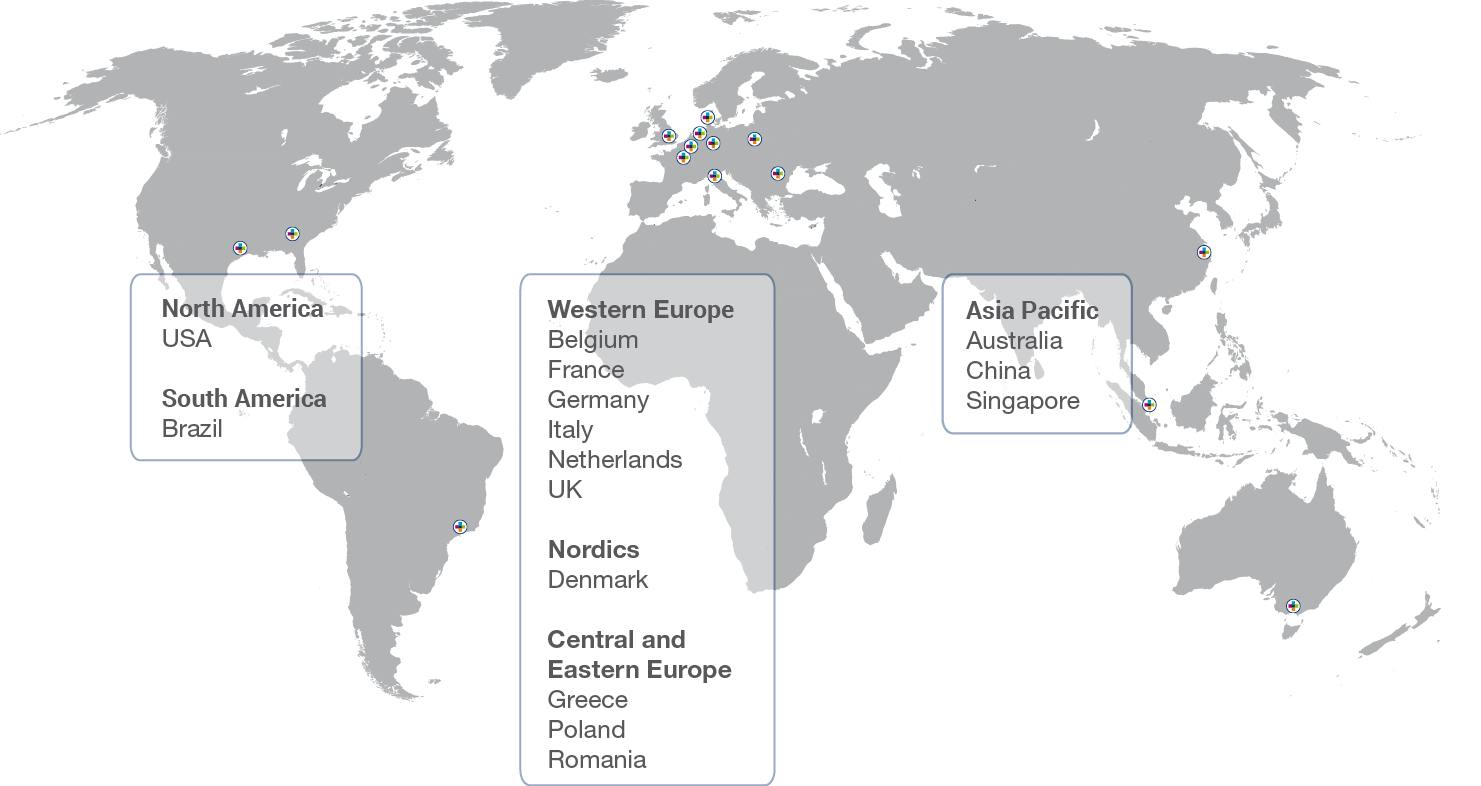 North America
USA
South America
Brazil
Western Europe
Belgium
France
Germany
Italy
Netherlands
UK
Nordics
Denmark
Central and
Eastern Europe
Greece
Poland
Romania
Asia Pacific
Australia
China
Singapore